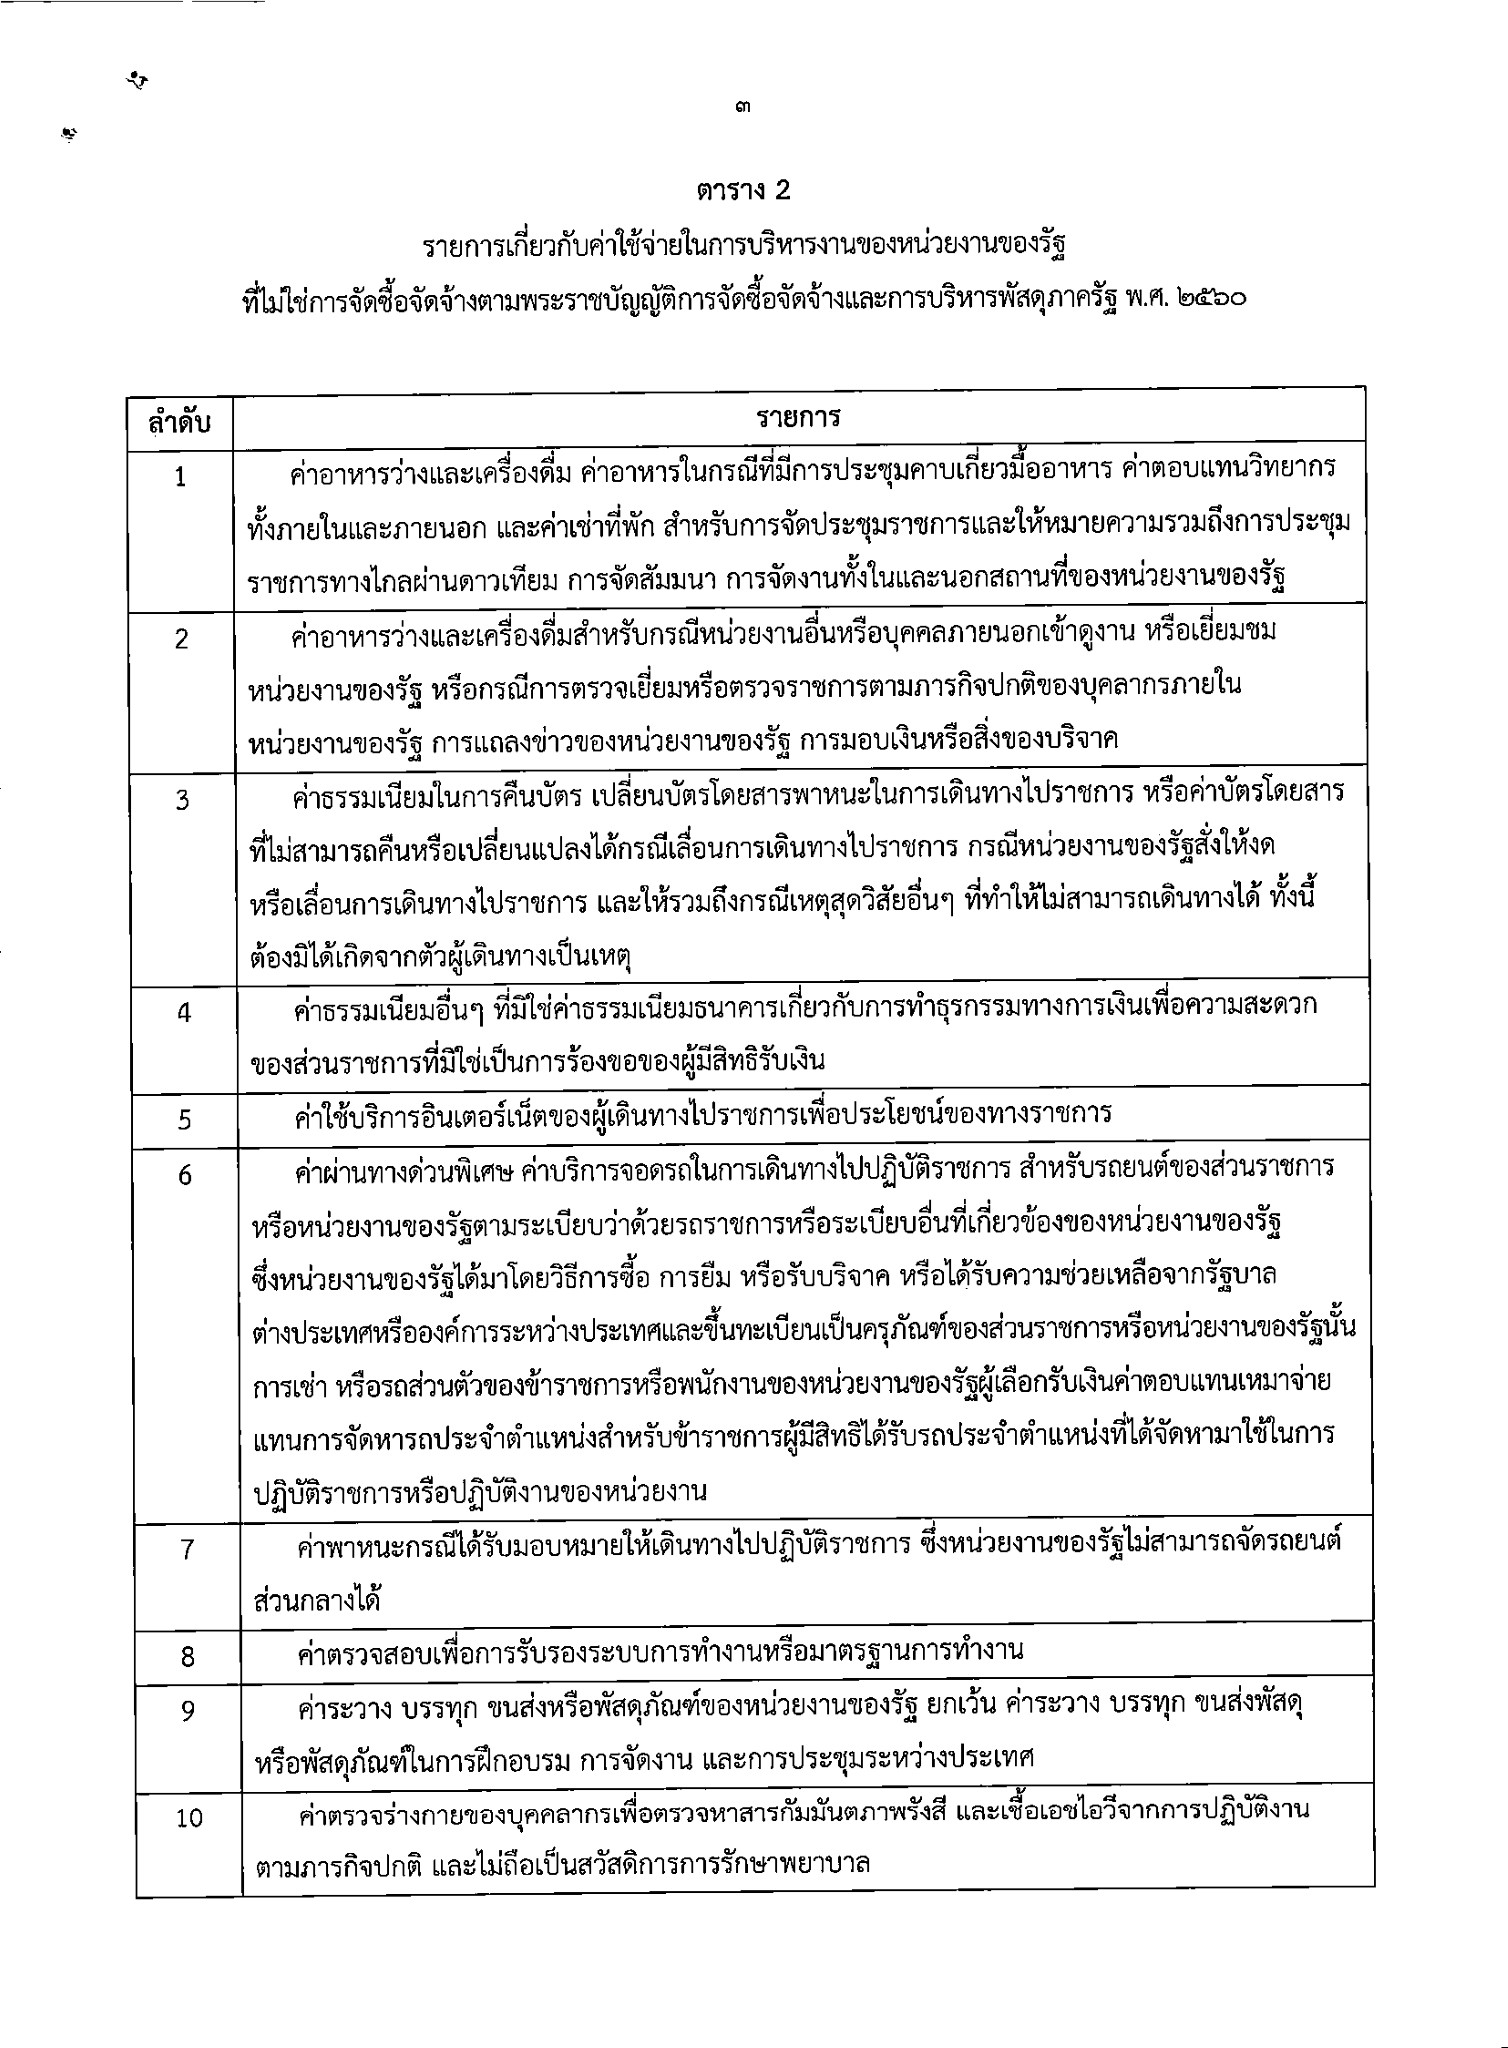 ๓
ตาราง 2
รายการเกี่ยวกับค่าใช้จ่ายในการบริหารงานของหน่วยงานของรัฐ
ที่ไม่ใช่การจัดซื้อจัดจ้างตามพระราชบัญญัติการจัดซื้อจัดจ้างและการบริหารพัสดุภาครัฐ พ.ศ. ๒๕๖๐
ลำดับ รายการ
1 ค่าอาหารว่างและเครื่องดื่ม ค่าอาหารในกรณีที่มีการประชุมคาบเกี่ยวมื้ออาหาร ค่าตอบแทนวิทยากร
ทั้งภายในและภายนอก และค่าเช่าที่พัก สำหรับการจัดประชุมราชการและให้หมายความรวมถึงการประชุม
ราชการทางไกลผ่านดาวเทียม การจัดสัมมนา การจัดงานทั้งในและนอกสถานที่ของหน่วยงานของรัฐ
2 ค่าอาหารว่างและเครื่องดื่มสำหรับกรณีหน่วยงานอื่นหรือบุคคลภายนอกเข้าดูงาน หรือเยี่ยมชม
หน่วยงานของรัฐ หรือกรณีการตรวจเยี่ยมหรือตรวจราชการตามภารกิจปกติของบุคลากรภายใน
หน่วยงานของรัฐ การแถลงข่าวของหน่วยงานของรัฐ การมอบเงินหรือสิ่งของบริจาค
3 ค่าธรรมเนียมในการคืนบัตร เปลี่ยนบัตรโดยสารพาหนะในการเดินทางไปราชการ หรือค่าบัตรโดยสาร
ที่ไม่สามารถคืนหรือเปลี่ยนแปลงได้กรณีเลื่อนการเดินทางไปราชการ กรณีหน่วยงานของรัฐสั่งให้งด
หรือเลื่อนการเดินทางไปราชการ และให้รวมถึงกรณีเหตุสุดวิสัยอื่นๆ ที่ทำให้ไม่สามารถเดินทางได้ ทั้งนี้
ต้องมิได้เกิดจากตัวผู้เดินทางเป็นเหตุ
4 ค่าธรรมเนียมอื่นๆ ที่มิใช่ค่าธรรมเนียมธนาคารเกี่ยวกับการทำธุรกรรมทางการเงินเพื่อความสะดวก
ของส่วนราชการที่มิใช่เป็นการร้องขอของผู้มีสิทธิรับเงิน
5 ค่าใช้บริการอินเตอร์เน็ตของผู้เดินทางไปราชการเพื่อประโยชน์ของทางราชการ
6 ค่าผ่านทางด่วนพิเศษ ค่าบริการจอดรถในการเดินทางไปปฏิบัติราชการ สำหรับรถยนต์ของส่วนราชการ
หรือหน่วยงานของรัฐตามระเบียบว่าด้วยรถราชการหรือระเบียบอื่นที่เกี่ยวข้องของหน่วยงานของรัฐ
ซึ่งหน่วยงานของรัฐได้มาโดยวิธีการซื้อ การยืม หรือรับบริจาค หรือได้รับความช่วยเหลือจากรัฐบาล
ต่างประเทศหรือองค์การระหว่างประเทศและขึ้นทะเบียนเป็นครุภัณฑ์ของส่วนราชการหรือหน่วยงานของรัฐนั้น
การเช่า หรือรถส่วนตัวของข้าราชการหรือพนักงานของหน่วยงานของรัฐผู้เลือกรับเงินค่าตอบแทนเหมาจ่าย
แทนการจัดหารถประจำตำแหน่งสำหรับข้าราชการผู้มีสิทธิได้รับรถประจำตำแหน่งที่ได้จัดหามาใช้ในการ
ปฏิบัติราชการหรือปฏิบัติงานของหน่วยงาน
7 ค่าพาหนะกรณีได้รับมอบหมายให้เดินทางไปปฏิบัติราชการ ซึ่งหน่วยงานของรัฐไม่สามารถจัดรถยนต์
ส่วนกลางได้
8 ค่าตรวจสอบเพื่อการรับรองระบบการทำงานหรือมาตรฐานการทำงาน
9 ค่าระวาง บรรทุก ขนส่งหรือพัสดุภัณฑ์ของหน่วยงานของรัฐ ยกเว้น ค่าระวาง บรรทุก ขนส่งพัสดุ
หรือพัสดุภัณฑ์ในการฝึกอบรม การจัดงาน และการประชุมระหว่างประเทศ
10 ค่าตรวจร่างกายของบุคคลากรเพื่อตรวจหาสารกัมมันตภาพรังสี และเชื้อเอชไอวีจากการปฏิบัติงาน
ตามภารกิจปกติ และไม่ถือเป็นสวัสดิการการรักษาพยาบาล